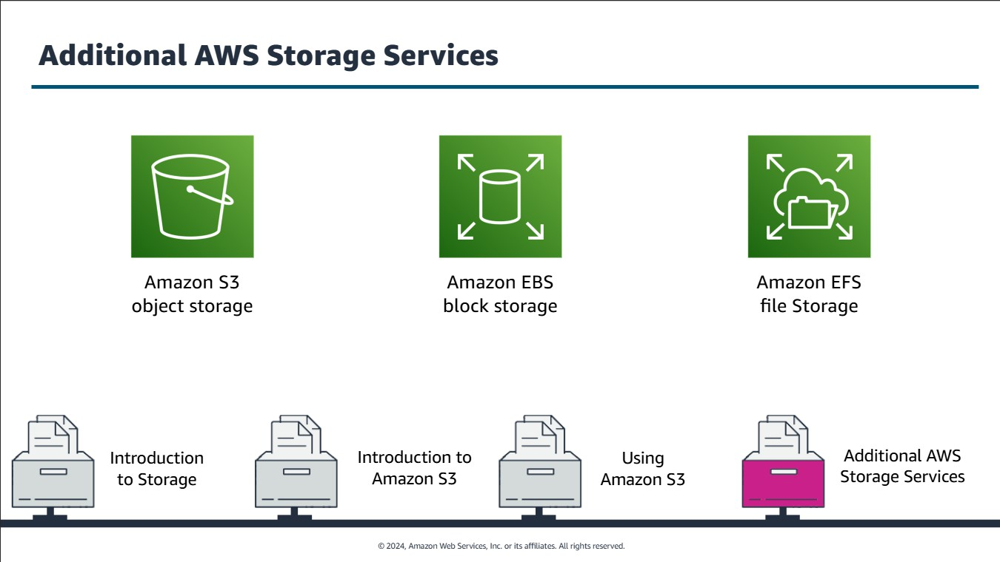 Additional AWS Storage Services
Amazon S3
object storage
Amazon EBS
block storage
Amazon EFS
file Storage
Introduction
to Storage
Introduction to
Amazon S3
Using
Amazon S3
Additional AWS
Storage Services
© 2024, Amazon Web Services, Inc. or its affiliates. All rights reserved.